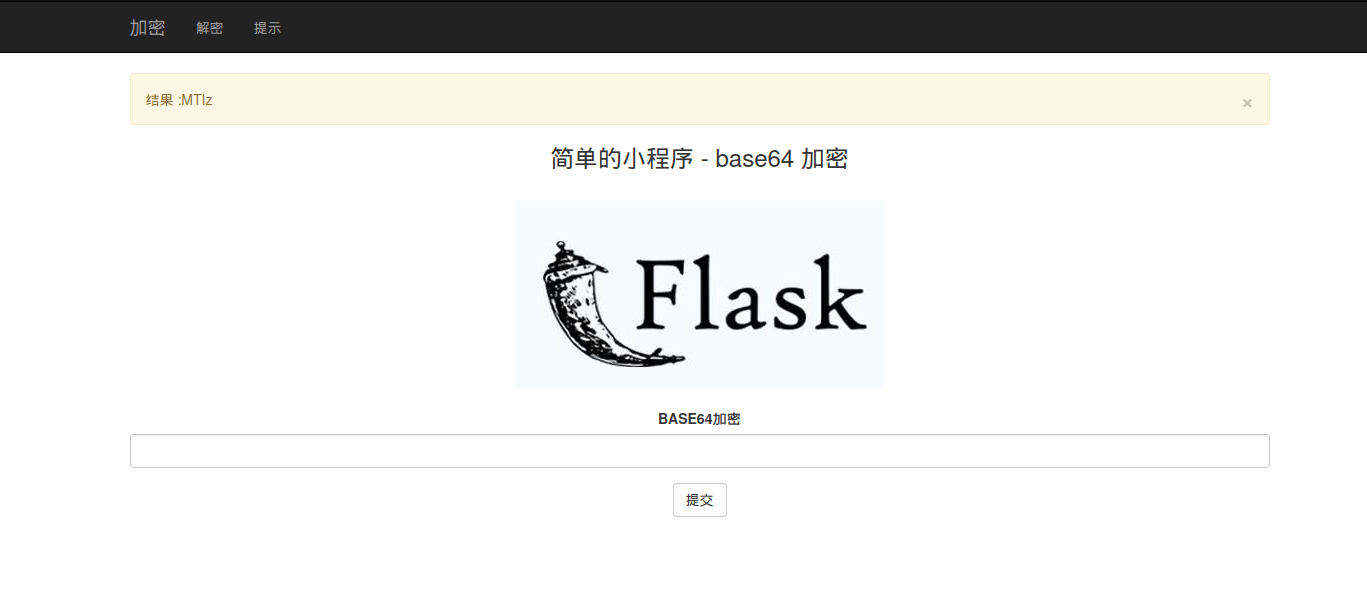 加密 解密 提示
结果 :MTIz
×
简单的小程序 - base64 加密
Flask
BASE64加密
提交